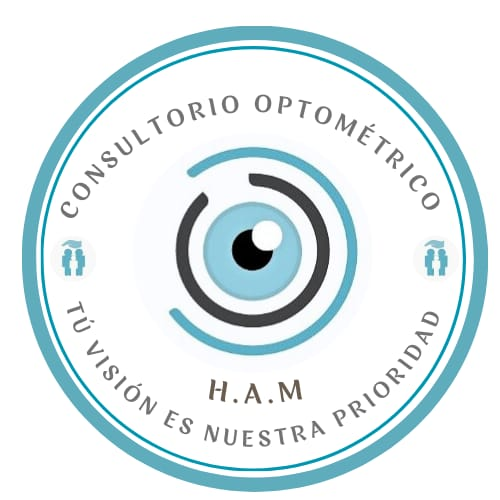 CONSULTORIO OPTOMÉTRICO
H.A.M
TÚ VISIÓN ES NUESTRA PRIORIDAD